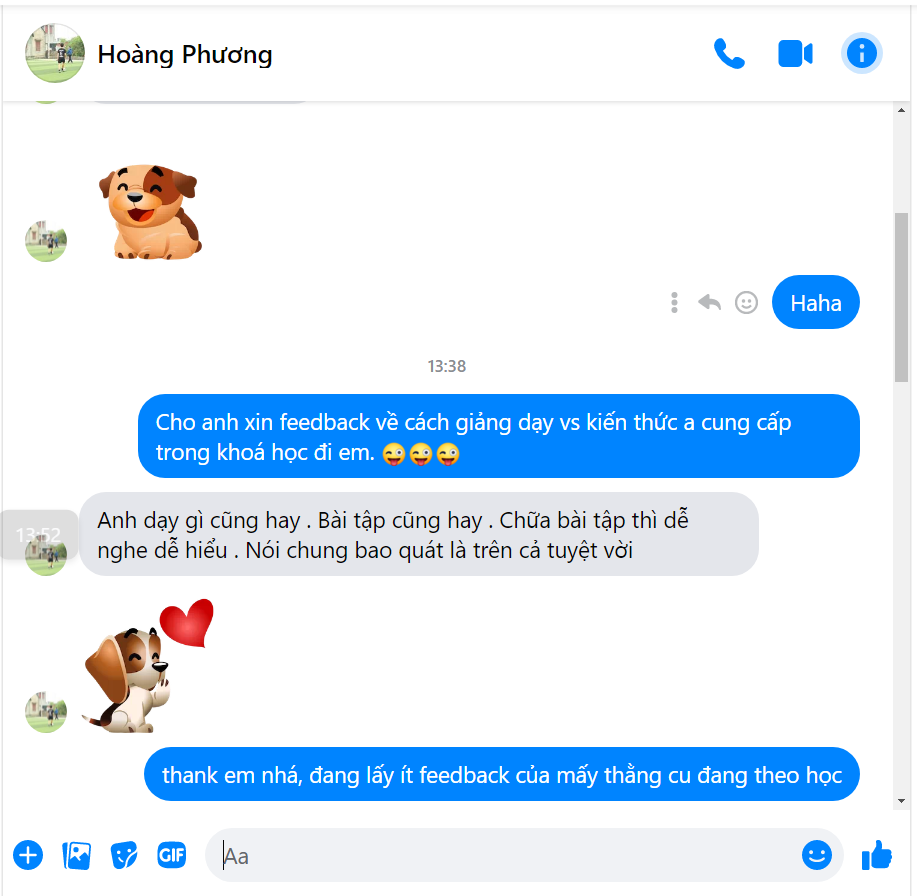 Hoàng Phương
Haha
13:38
Cho anh xin feedback về cách giảng dạy vs kiến thức a cung cấp
trong khoá học đi em. 😜😜😜
13:52
Anh dạy gì cũng hay . Bài tập cũng hay . Chữa bài tập thì dễ
nghe dễ hiểu . Nói chung bao quát là trên cả tuyệt vời
thank em nhá, đang lấy ít feedback của mấy thằng cu đang theo học
GIF
Aa